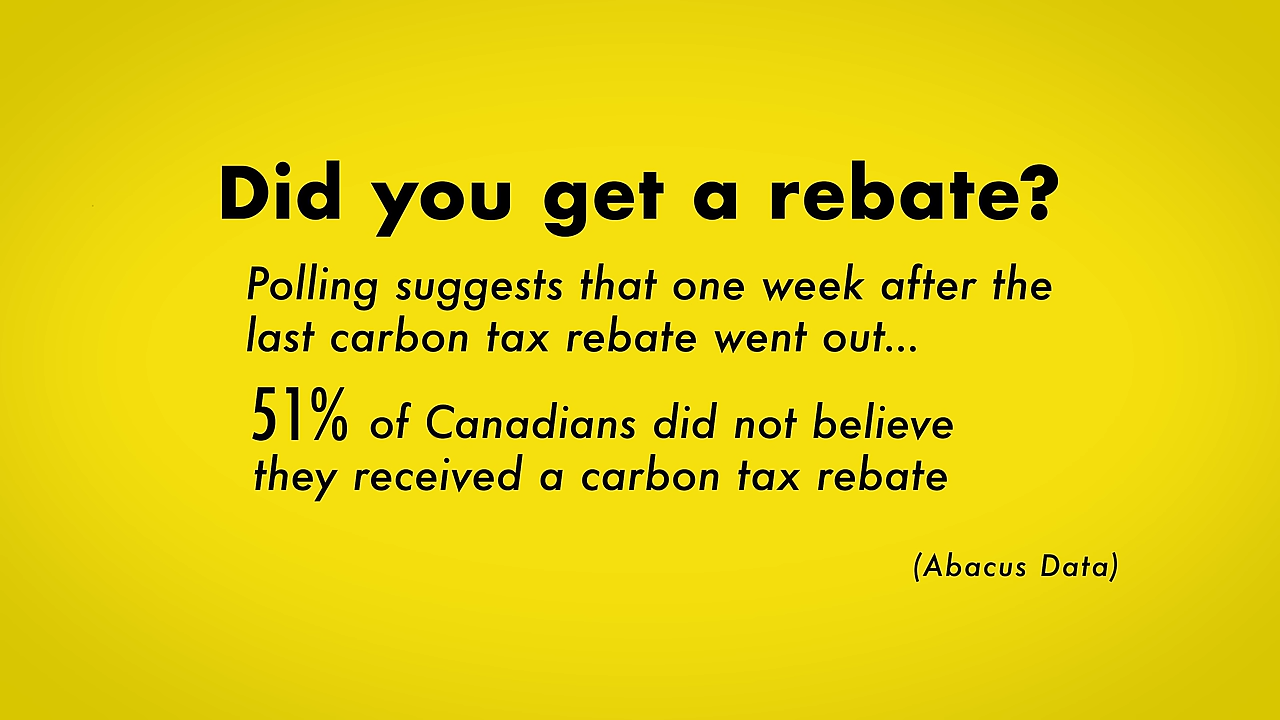 Did you get a rebate?
Polling suggests that one week after the
last carbon tax rebate went out...
51% of Canadians did not believe
they received a carbon tax rebate
(Abacus Data)